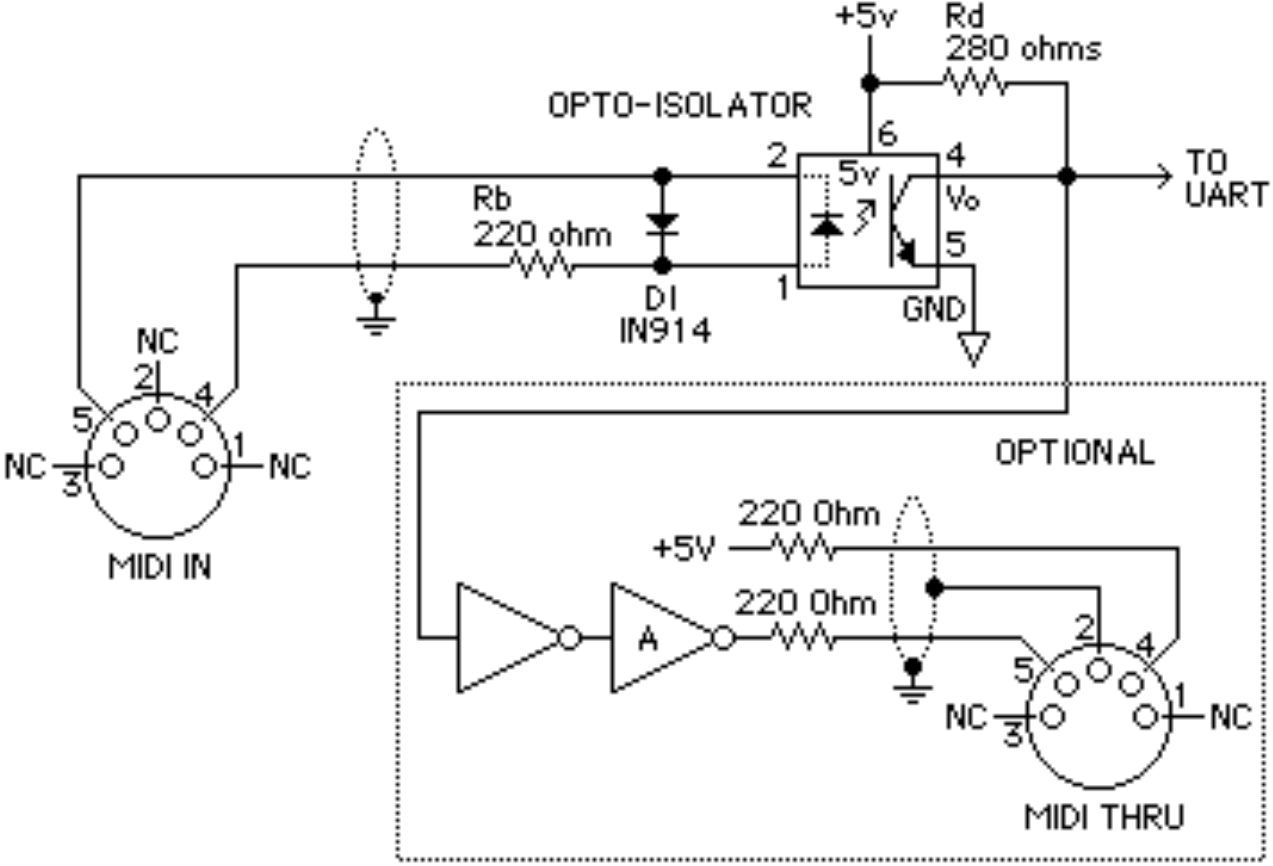 +5v
Rd
280 ohms
OPTO-ISOLATOR
6
2
4
5v
Vo
TO
UART
Rb
220 ohm
5
1
GND
D1
IN914
NC
2
4
5
1
NC
3
NC
MIDI IN
OPTIONAL
220 Ohm
+5V
220 Ohm
A
2
4
5
1
NC
3
NC
MIDI THRU